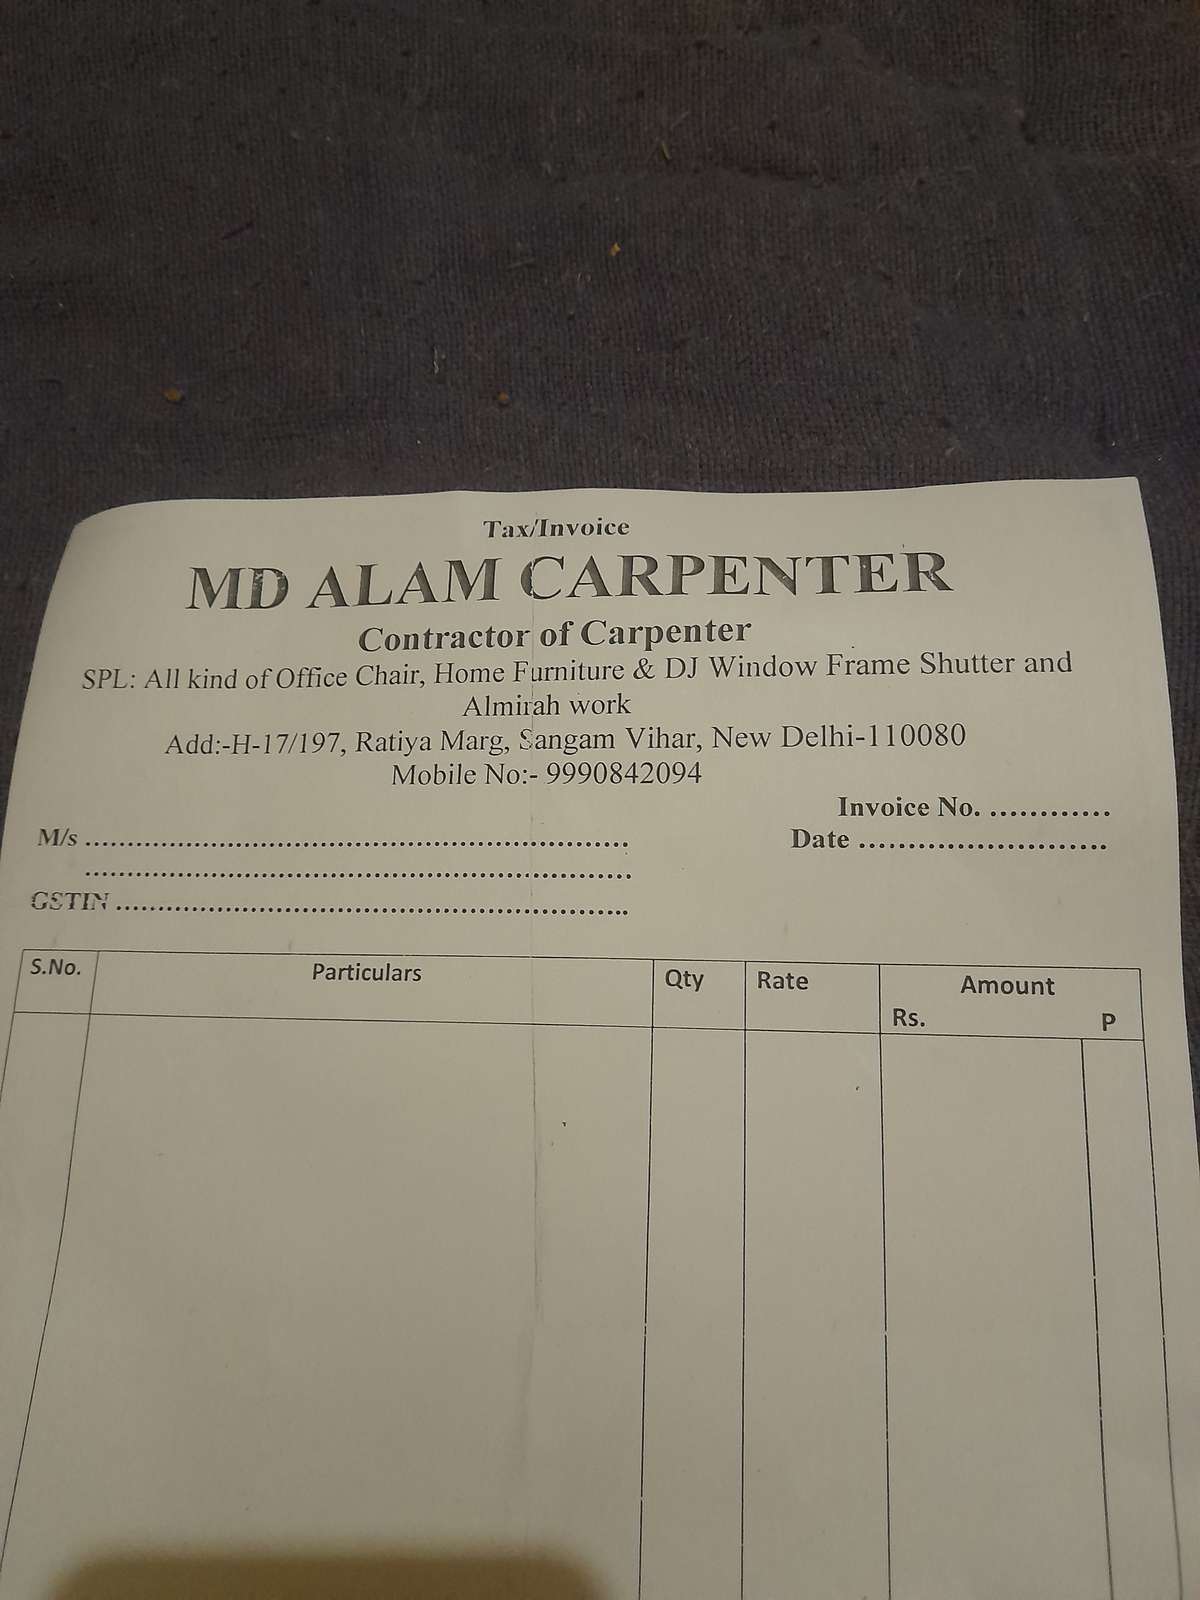 Tax/Invoice
MD ALAM CARPENTER
Contractor of Carpenter
SPL: All kind of Office Chair, Home Furniture & DJ Window Frame Shutter and
Almirah work
Add:-H-17/197, Ratiya Marg, Sangam Vihar, New Delhi-110080
Mobile No:- 9990842094
Invoice No. ............
M/s ................................................................. Date .........................
.................................................................
GSTIN .............................................................
S.No. Particulars Qty Rate Amount
Rs. P